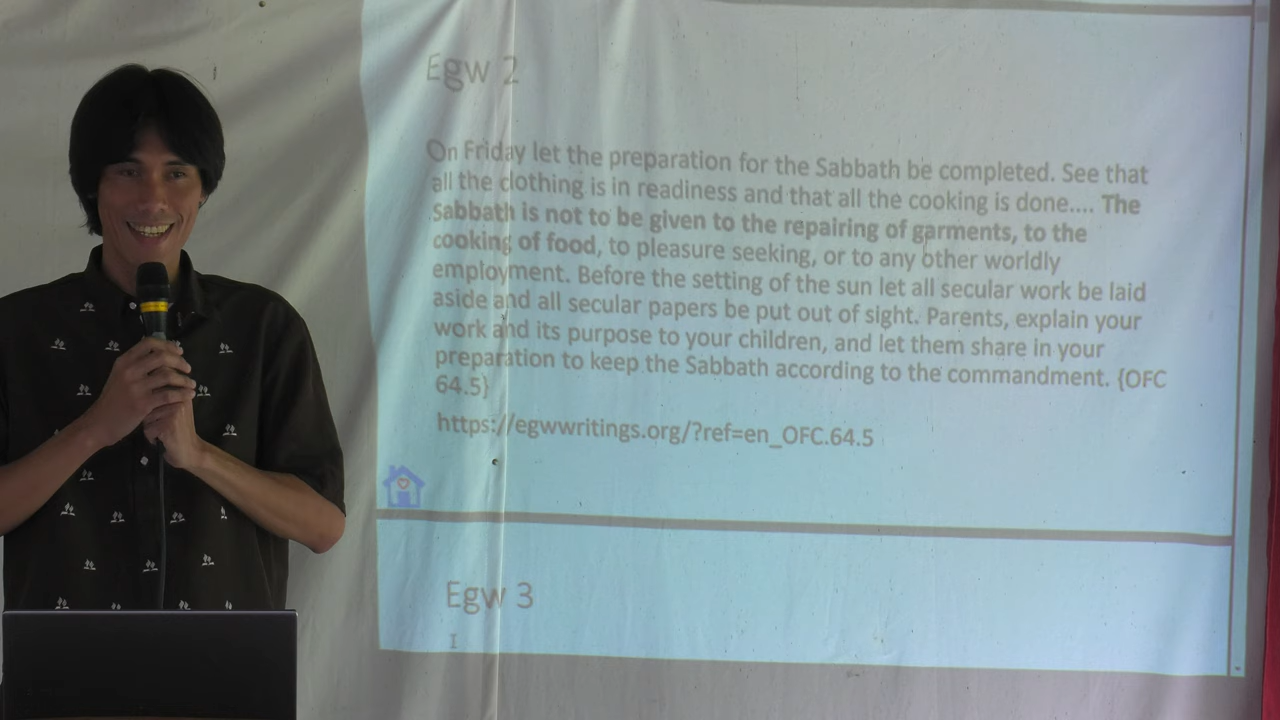 Egw 2
On Friday let the preparation for the Sabbath be completed. See that
all the clothing is in readiness and that all the cooking is done.... The
Sabbath is not to be given to the repairing of garments, to the
cooking of food, to pleasure seeking, or to any other worldly
employment. Before the setting of the sun let all secular work be laid
aside and all secular papers be put out of sight. Parents, explain your
work and its purpose to your children, and let them share in your
preparation to keep the Sabbath according to the commandment. {OFC
64.5}
https://egwwritings.org/?ref=en_OFC.64.5
Egw 3